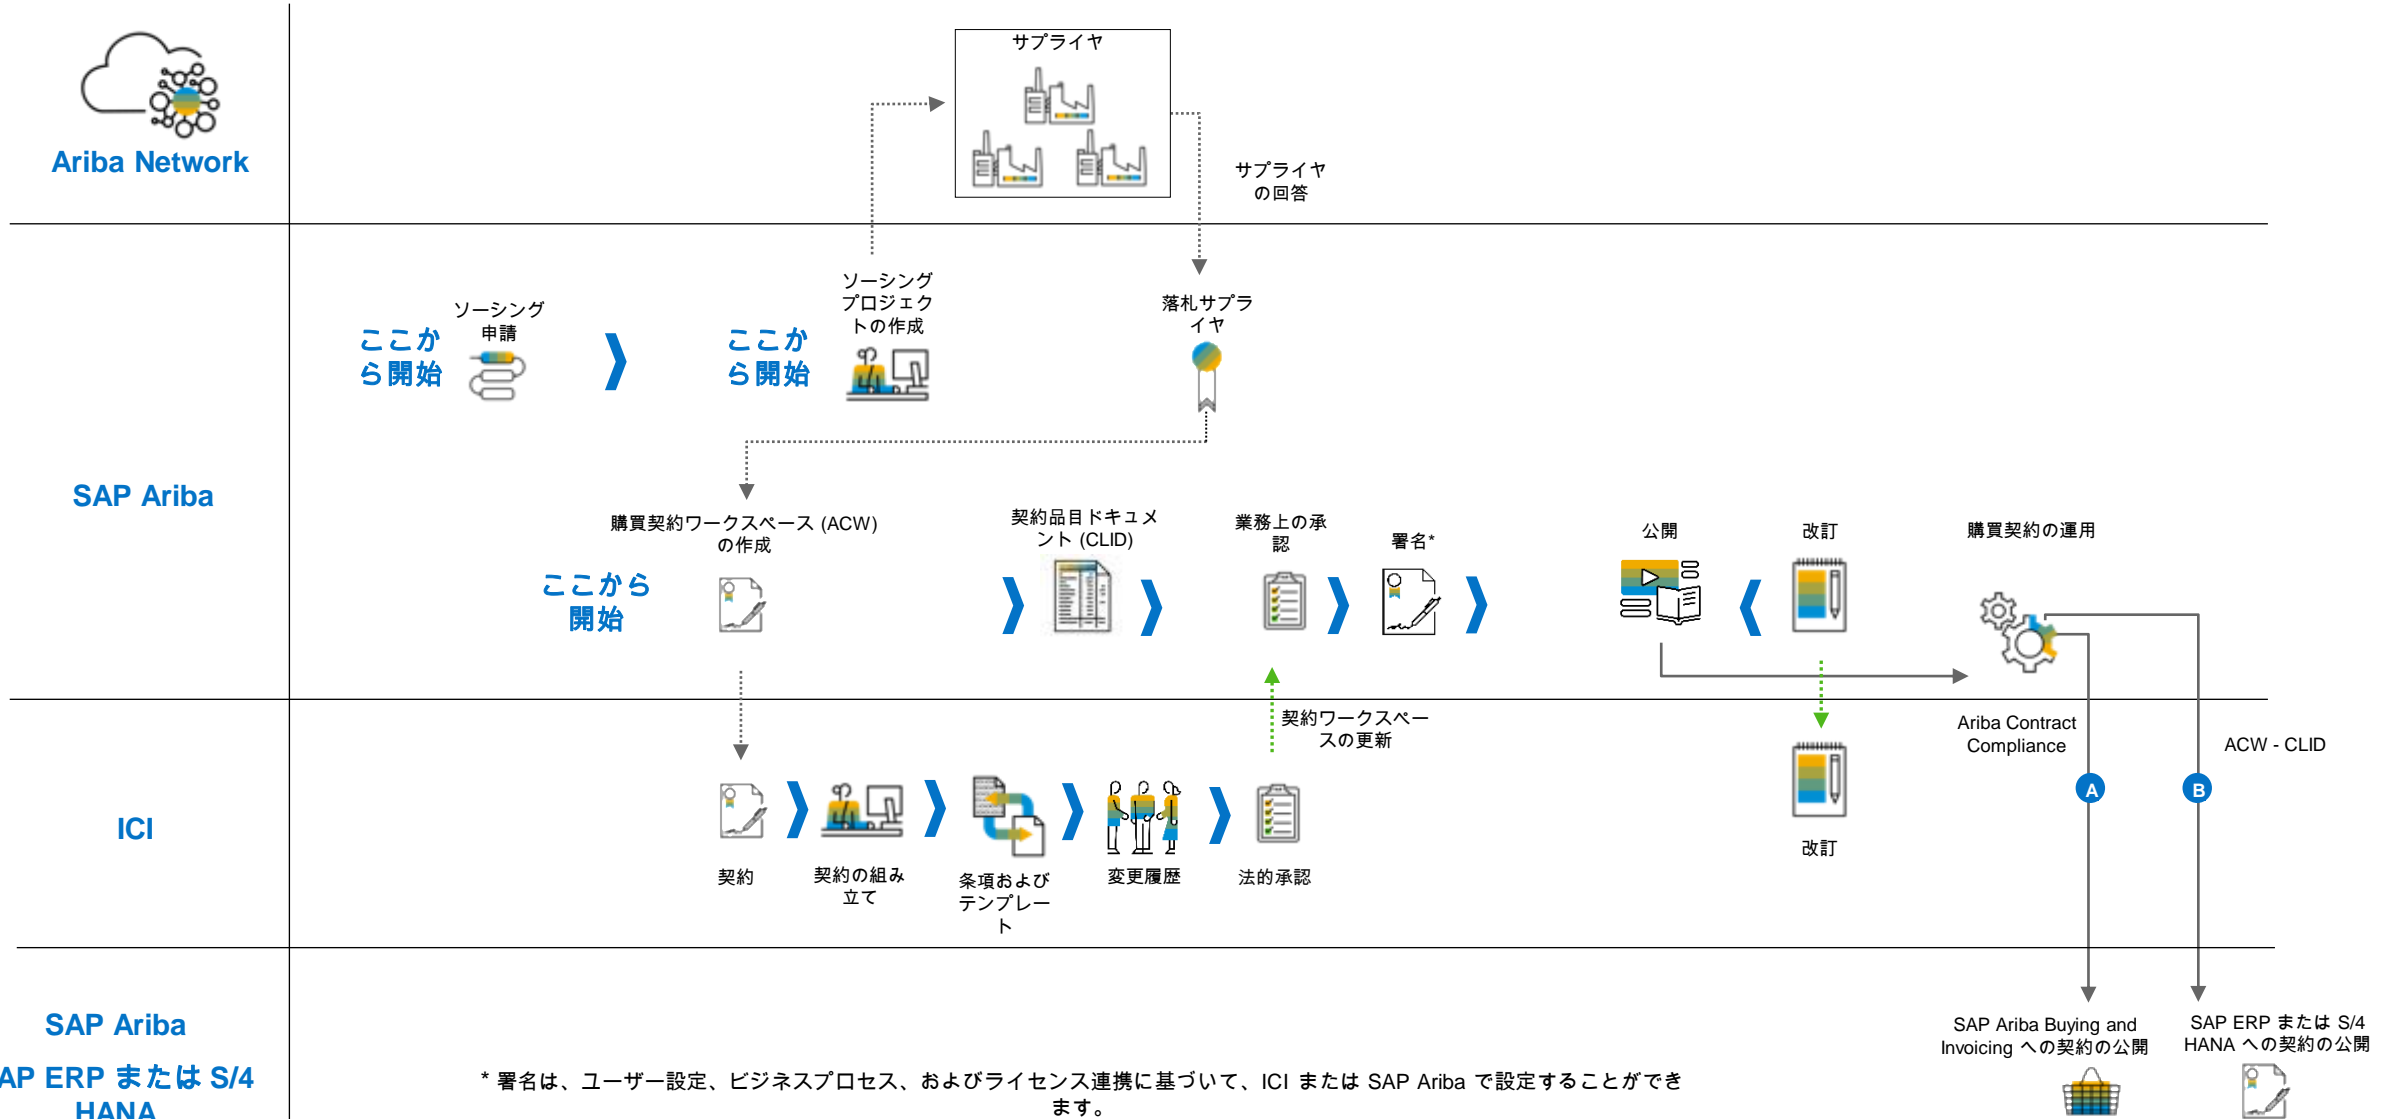 サプライヤ
Ariba Network
サプライヤ
の回答
ソーシング
プロジェク
トの作成
ソーシング
申請
ここか
ら開始
ここか
ら開始
落札サプラ
イヤ
SAP Ariba
購買契約ワークスペース (ACW)
の作成
ここから
開始
契約品目ドキュメ
ント (CLID)
業務上の承
認
署名*
公開
改訂
購買契約の運用
契約ワークスペー
スの更新
Ariba Contract
Compliance
ACW - CLID
A
B
ICI
契約
契約の組み
立て
条項および
テンプレー
ト
変更履歴
法的承認
改訂
SAP Ariba
AP ERP または S/4
HANA
* 署名は、ユーザー設定、ビジネスプロセス、およびライセンス連携に基づいて、ICI または SAP Ariba で設定することができ
ます。
SAP Ariba Buying and
Invoicing への契約の公開
SAP ERP または S/4
HANA への契約の公開